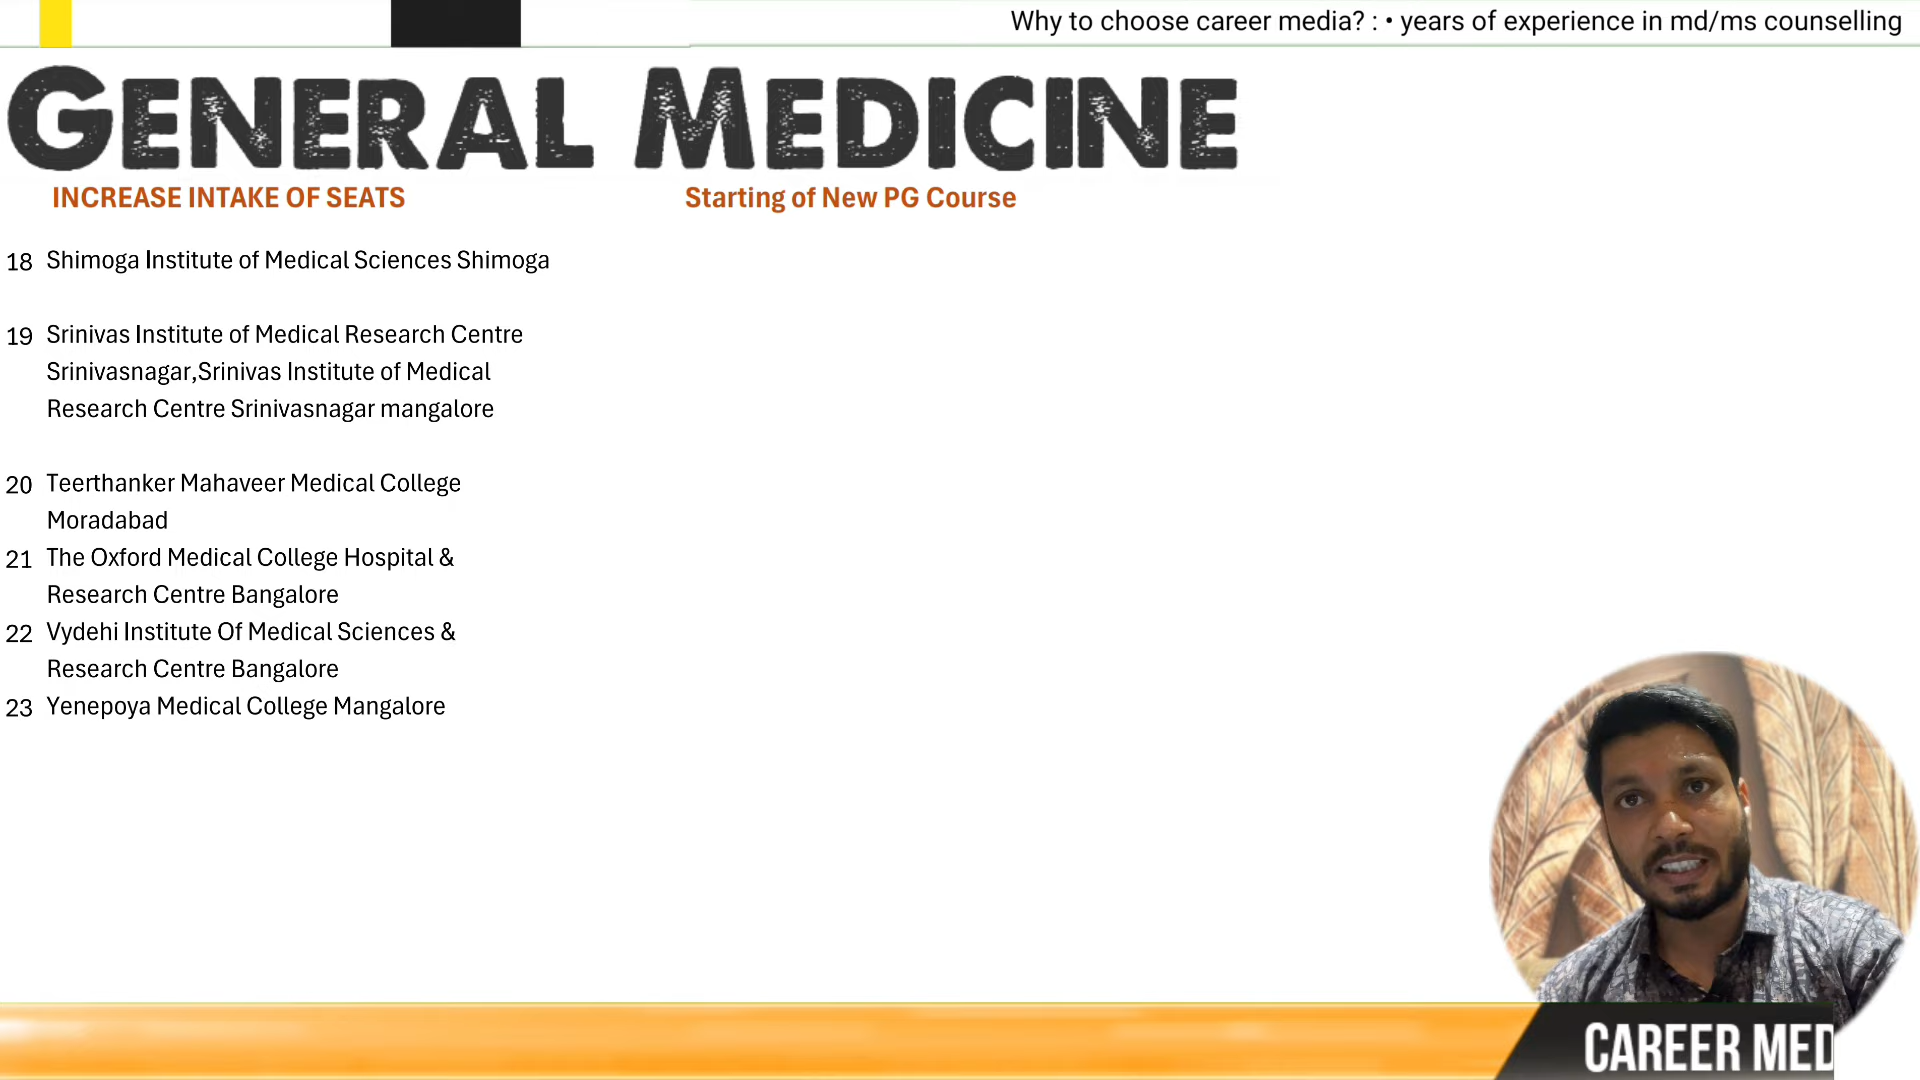 Why to choose career media? : • years of experience in md/ms counselling
GENERAL MEDICINE
INCREASE INTAKE OF SEATS
Starting of New PG Course
18 Shimoga Institute of Medical Sciences Shimoga
19 Srinivas Institute of Medical Research Centre
Srinivasnagar,Srinivas Institute of Medical
Research Centre Srinivasnagar mangalore
20 Teerthanker Mahaveer Medical College
Moradabad
21 The Oxford Medical College Hospital &
Research Centre Bangalore
22 Vydehi Institute Of Medical Sciences &
Research Centre Bangalore
23 Yenepoya Medical College Mangalore
CAREER MED